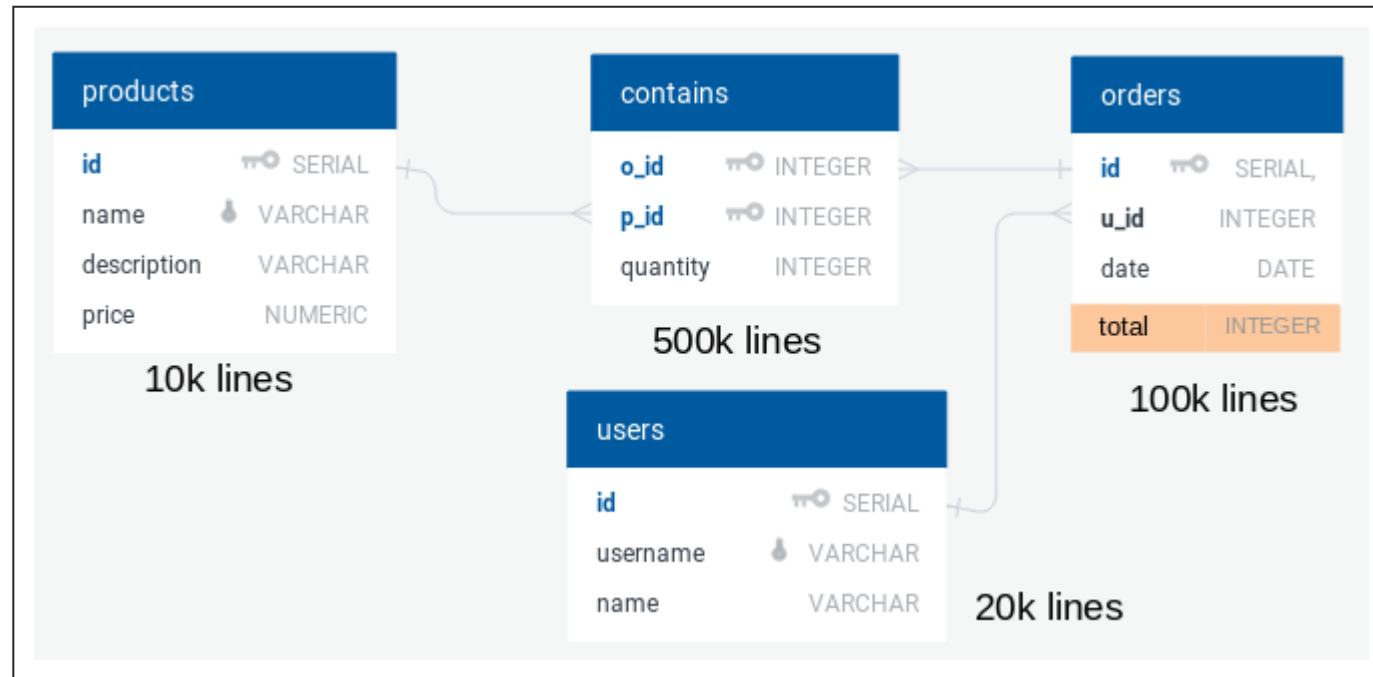 products
id SERIAL
name VARCHAR
description VARCHAR
price NUMERIC
10k lines
contains
o_id INTEGER
p_id INTEGER
quantity INTEGER
500k lines
orders
id SERIAL,
u_id INTEGER
date DATE
total INTEGER
100k lines
users
id SERIAL
username VARCHAR
name VARCHAR
20k lines